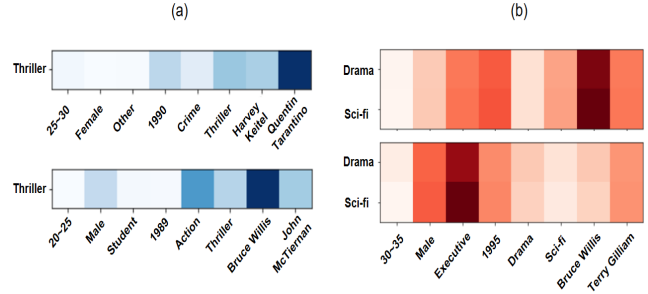 (a)
(b)
Thriller
25~30
Female
Other
1990
Crime
Thriller
Harvey
Keitel
Quentin
Tarantino
Thriller
20~25
Male
Student
1989
Action
Thriller
Bruce Willis
John
McTiernan
Drama
Sci-fi
Drama
Sci-fi
30~35
Male
Executive
1995
Drama
Sci-fi
Bruce Willis
Terry Gilliam